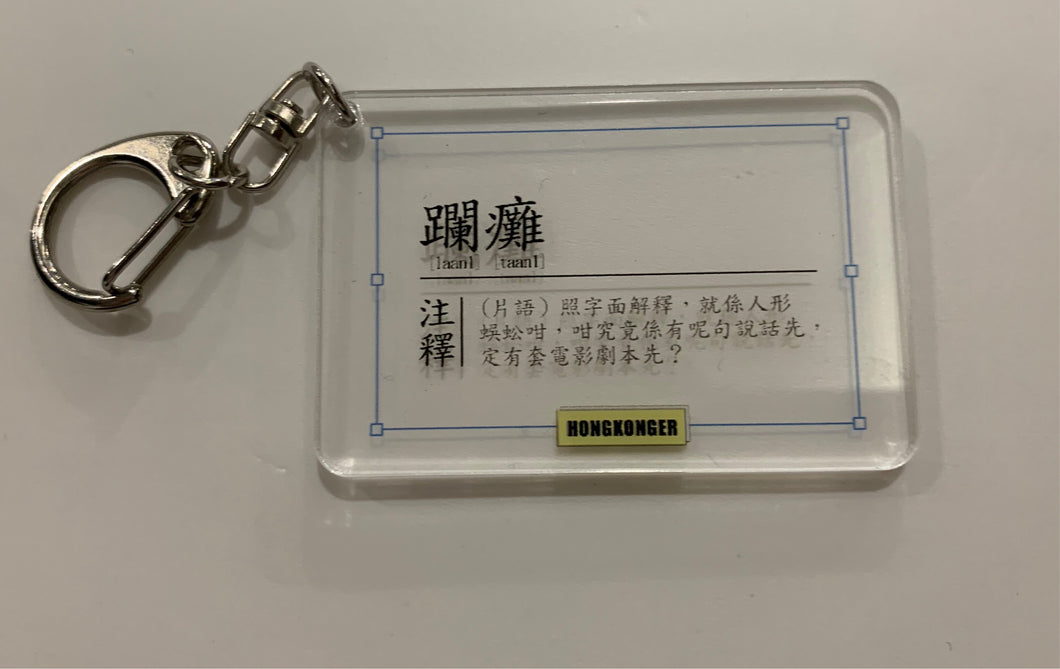 躝癱
[laan1 taan1]
注釋
（片語）照字面解釋，就係人形
蜈蚣咁，咁究竟係有呢句說話先，
定有套電影劇本先？
HONGKONGER